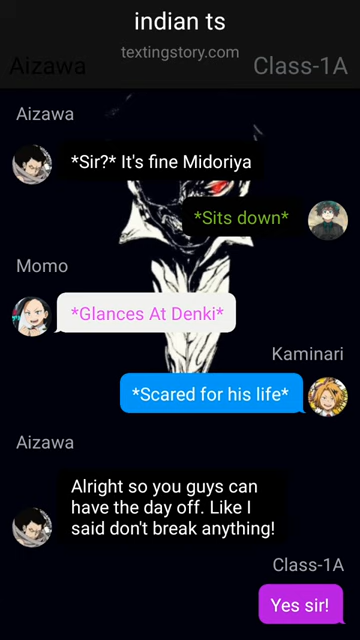 indian ts
textingstory.com
Aizawa
Class-1A
Aizawa
*Sir?* It's fine Midoriya
*Sits down*
Momo
*Glances At Denki*
Kaminari
*Scared for his life*
Aizawa
Alright so you guys can
have the day off. Like I
said don't break anything!
Class-1A
Yes sir!